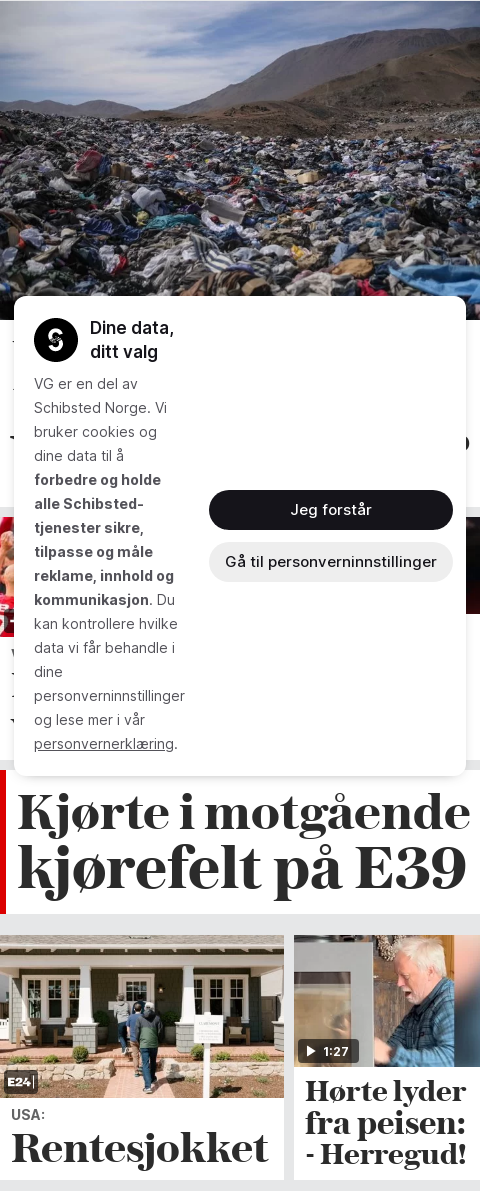 Dine data,
ditt valg
VG er en del av
Schibsted Norge. Vi
bruker cookies og
dine data til å
forbedre og holde
alle Schibsted-
tjenester sikre,
tilpasse og måle
reklame, innhold og
kommunikasjon. Du
kan kontrollere hvilke
data vi får behandle i
dine
personverninnstillinger
og lese mer i vår
personvernerklæring.
Jeg forstår
Gå til personverninnstillinger
Kjørte i motgående
kjørefelt på E39
E24
USA:
Rentesjokket
1:27
Hørte lyder
fra peisen:
- Herregud!